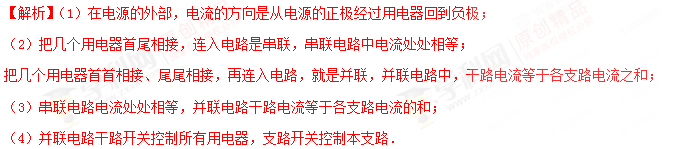 【解析】（1）在电源的外部，电流的方向是从电源的正极经过用电器回到负极；
（2）把几个用电器首尾相接，连入电路是串联，串联电路中电流处处相等；
把几个用电器首首相接、尾尾相接，再连入电路，就是并联，并联电路中，干路电流等于各支路电流之和；
（3）串联电路电流处处相等，并联电路干路电流等于各支路电流的和；
（4）并联电路干路开关控制所有用电器，支路开关控制本支路．